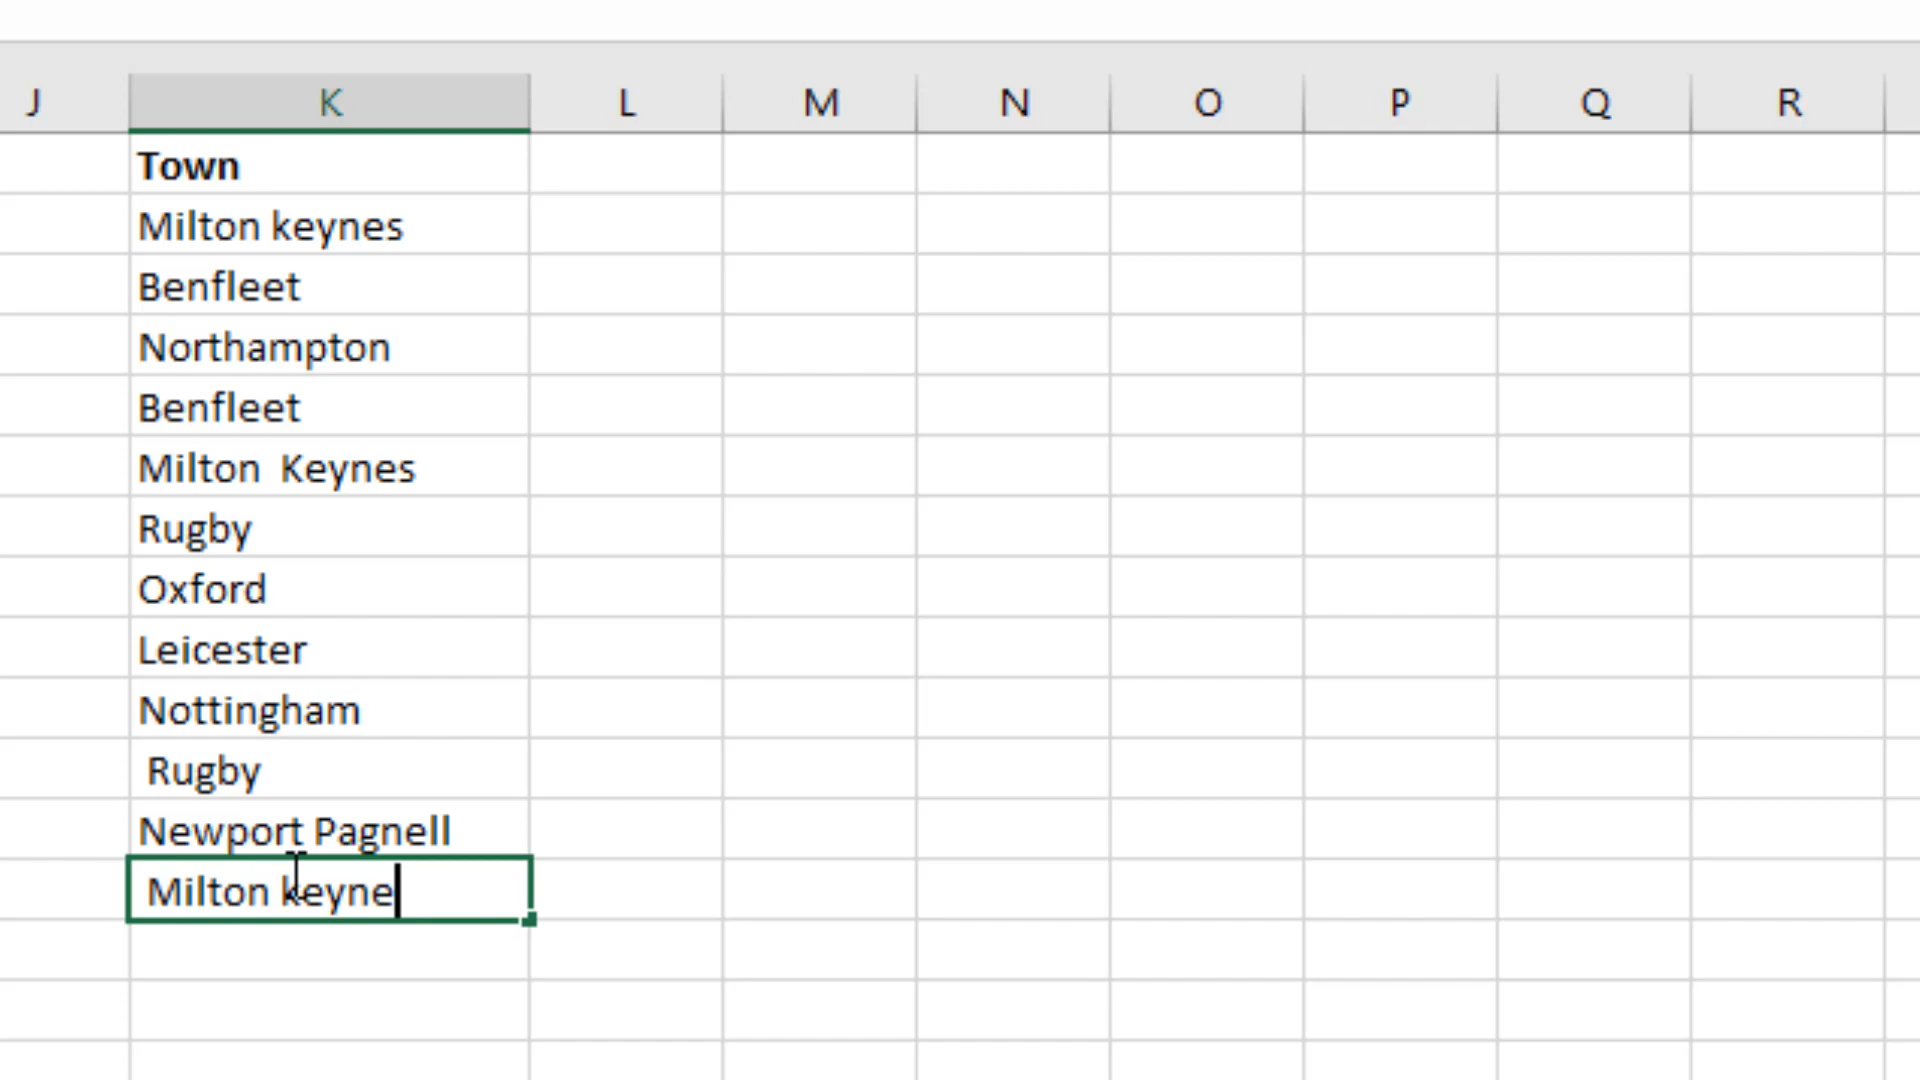 J K L M N O P Q R
Town
Milton keynes
Benfleet
Northampton
Benfleet
Milton  Keynes
Rugby
Oxford
Leicester
Nottingham
 Rugby
Newport Pagnell
 Milton keyne